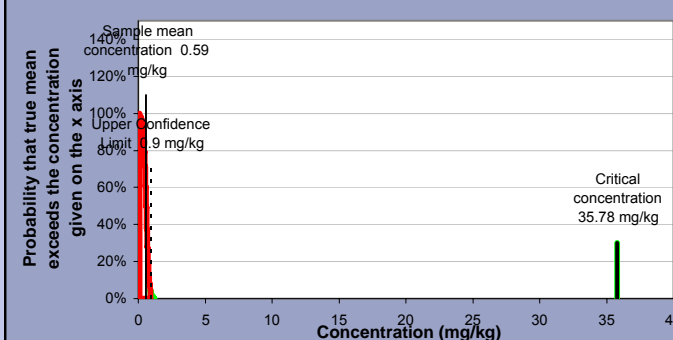 Probability that true mean
exceeds the concentration
given on the x axis
140%
120%
100%
80%
60%
40%
20%
0%
Sample mean
concentration 0.59
mg/kg
Upper Confidence
Limit 0.9 mg/kg
Critical
concentration
35.78 mg/kg
0 5 10 15 20 25 30 35
Concentration (mg/kg)